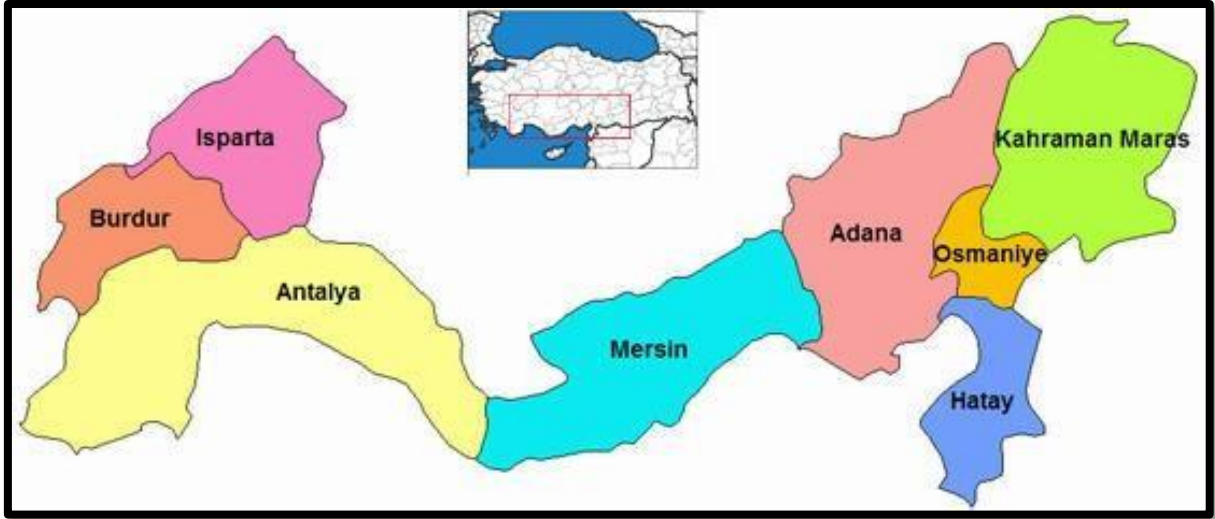 Isparta
Kahraman Maras
Burdur
Adana
Osmaniye
Antalya
Mersin
Hatay